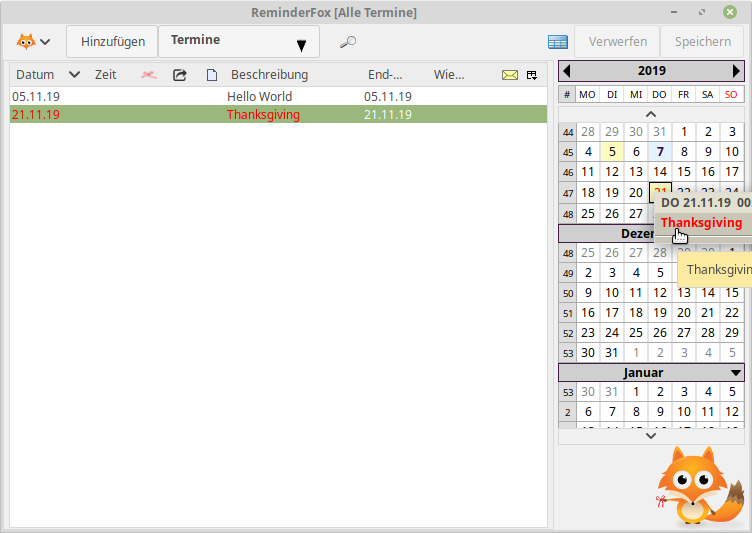 ReminderFox [Alle Termine]
Hinzufügen Termine Verwerfen Speichern
Datum Zeit Beschreibung End-... Wie...
05.11.19 Hello World 05.11.19
21.11.19 Thanksgiving 21.11.19
2019
# MO DI MI DO FR SA SO
44 28 29 30 31 1 2 3
45 4 5 6 7 8 9 10
46 11 12 13 14 15 16 17
47 18 19 20 21 22 23 24
48 25 26 27
DO 21.11.19 00
Thanksgiving
Thanksgivin
Dezem
48 25 26 27 28 29 30 1
49 2 3 4 5
50 9 10 11 12 13 14 15
51 16 17 18 19 20 21 22
52 23 24 25 26 27 28 29
53 30 31 1 2 3 4 5
Januar
53 30 31 1 2 3 4 5
2 6 7 8 9 10 11 12